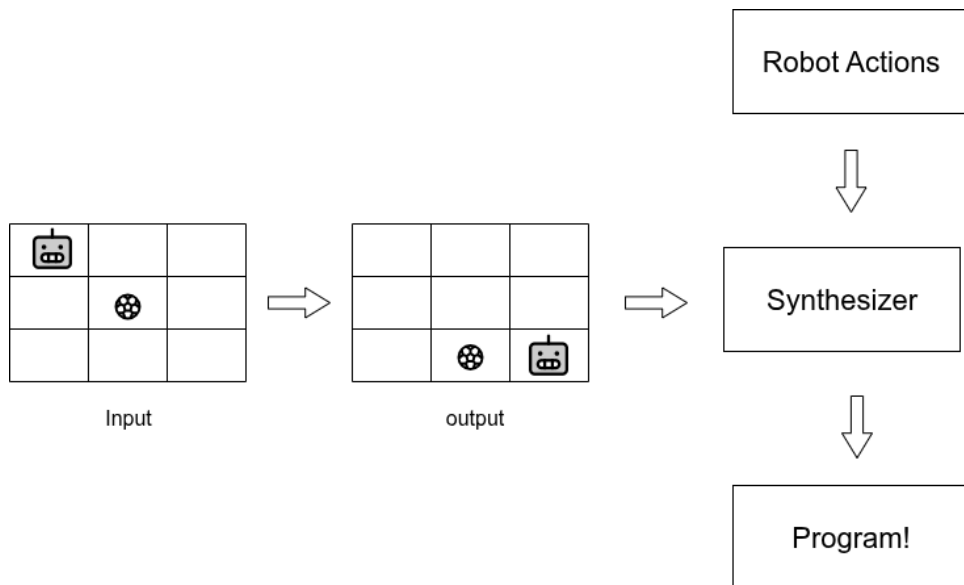 Robot Actions
Synthesizer
Input
output
Program!